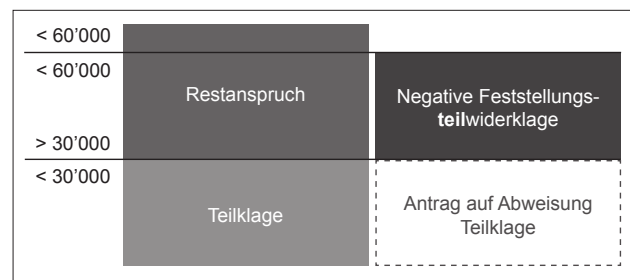 < 60’000
< 60’000
Restanspruch
Negative Feststellungs-
teilwiderklage
> 30’000
< 30’000
Teilklage
Antrag auf Abweisung
Teilklage